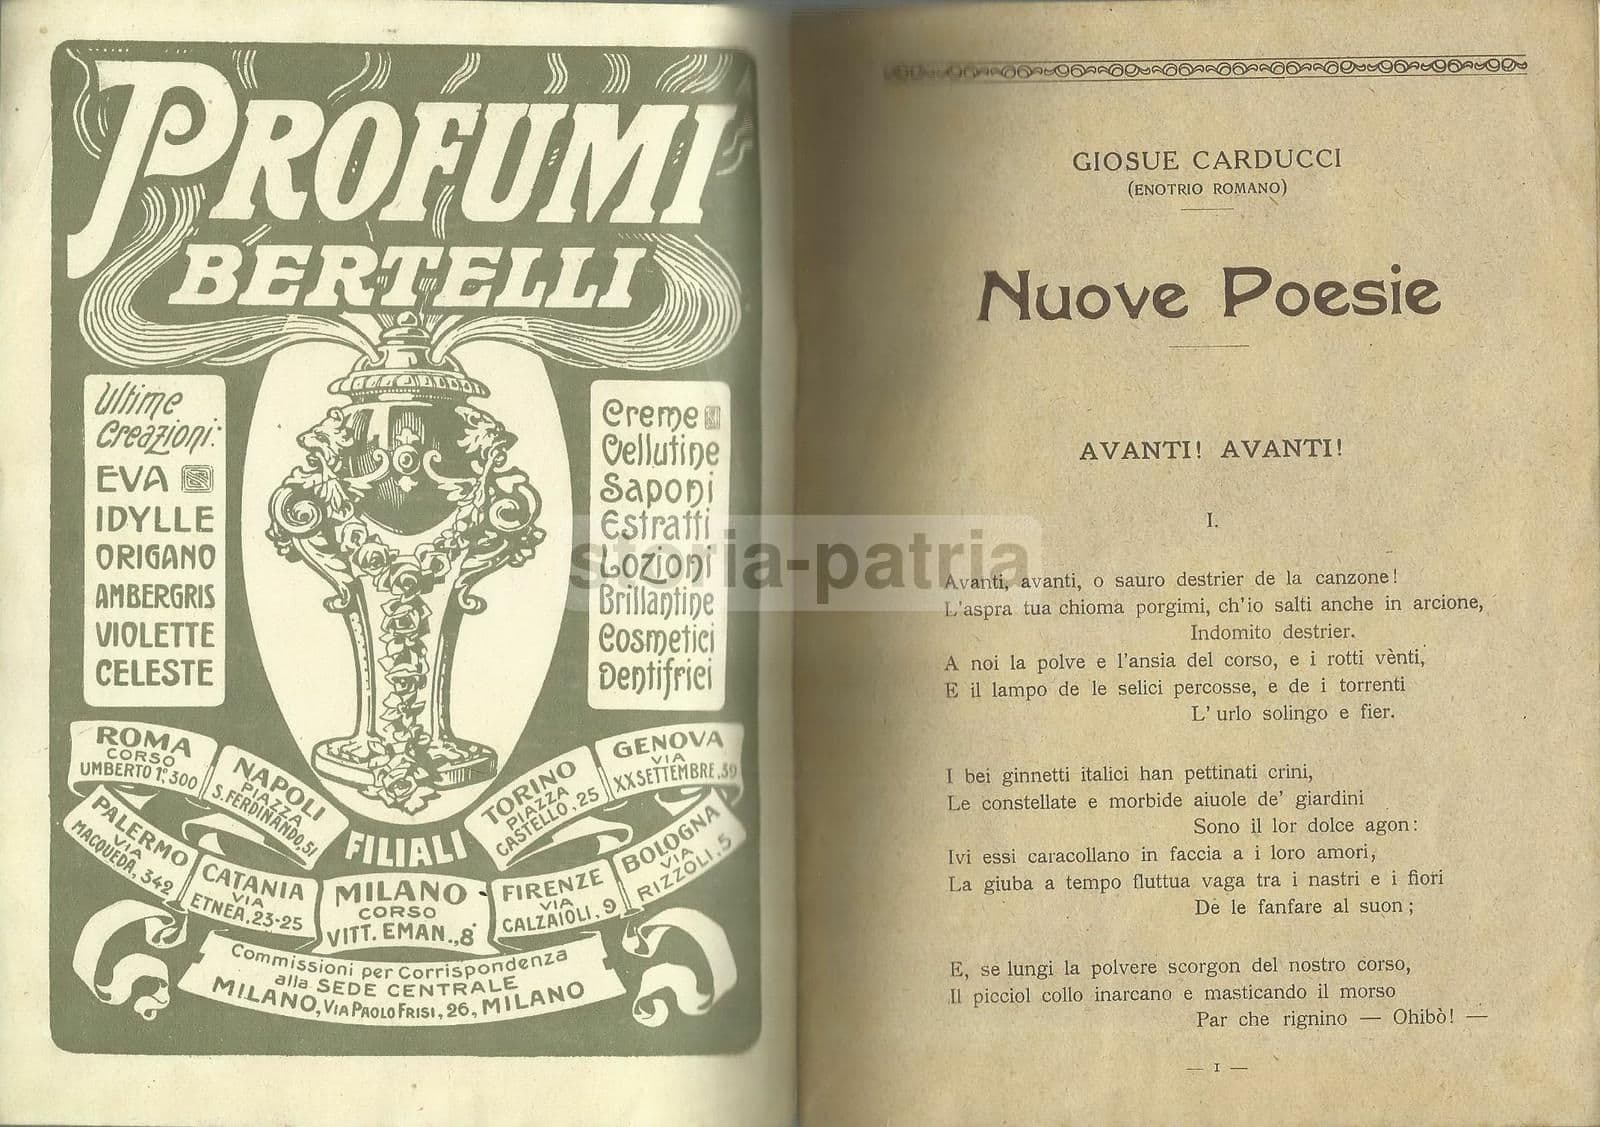 PROFUMI
BERTELLI
Ultime
Creazioni:
EVA
IDYLLE
ORIGANO
AMBERGRIS
VIOLETTE
CELESTE
Creme
Vellutine
Saponi
Estratti
Lozioni
Brillantine
Cosmetici
Dentifrici
ROMA
CORSO
UMBERTO 1º, 300
NAPOLI
PIAZZA
S. FERDINANDO, 51
FILIALI
TORINO
PIAZZA
CASTELLO, 25
GENOVA
VIA
XX SETTEMBRE, 39
PALERMO
VIA
MACQUEDA, 342
CATANIA
VIA
ETNEA, 23-25
MILANO
CORSO
VITT. EMAN., 8
FIRENZE
VIA
CALZAIOLI, 9
BOLOGNA
VIA
RIZZOLI, 5
Commissioni per Corrispondenza
alla SEDE CENTRALE
MILANO, VIA PAOLO FRISI, 26, MILANO
storia-patria
GIOSUE CARDUCCI
(ENOTRIO ROMANO)
Nuove Poesie
AVANTI! AVANTI!
I.
Avanti, avanti, o sauro destrier de la canzone!
L'aspra tua chioma porgimi, ch'io salti anche in arcione,
Indomito destrier.
A noi la polve e l'ansia del corso, e i rotti vènti,
E il lampo de le selici percosse, e de i torrenti
L' urlo solingo e fier.
I bei ginnetti italici han pettinati crini,
Le constellate e morbide aiuole de' giardini
Sono il lor dolce agon:
Ivi essi caracollano in faccia a i loro amori,
La giuba a tempo fluttua vaga tra i nastri e i fiori
De le fanfare al suon;
E, se lungi la polvere scorgon del nostro corso,
Il picciol collo inarcano e masticando il morso
Par che rignino — Ohibò! —
— 1 —